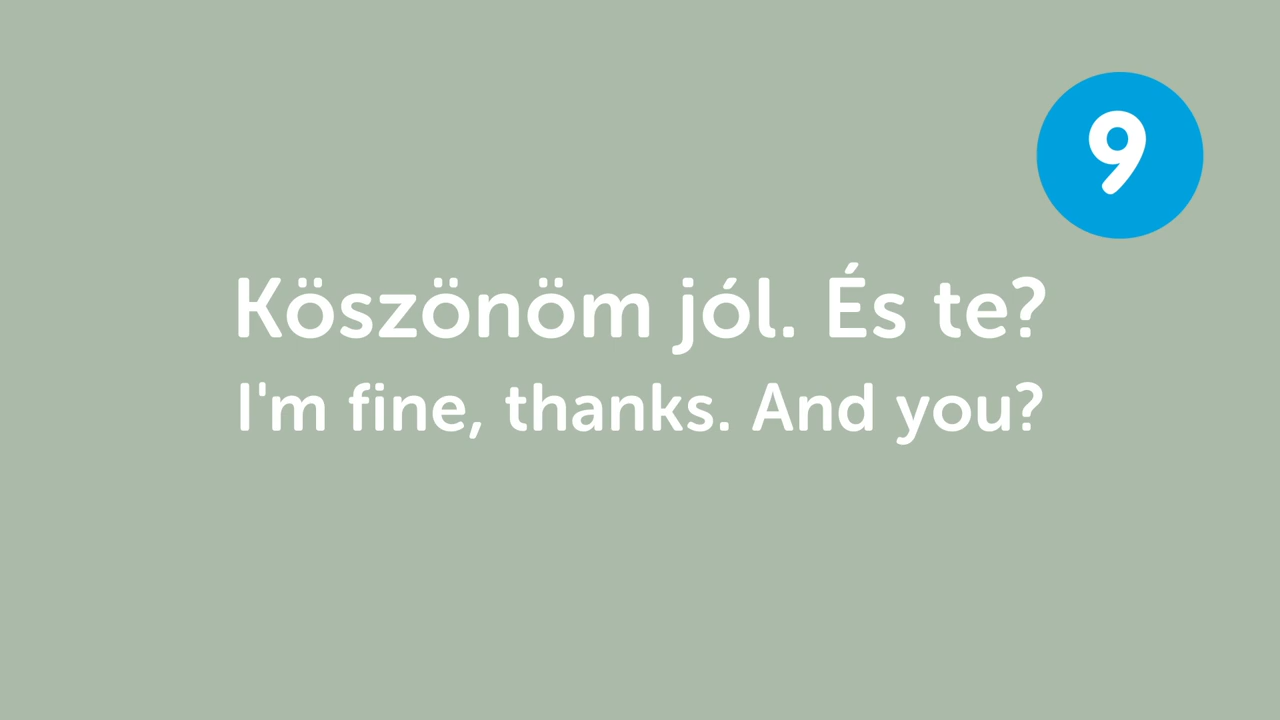 9
Köszönöm jól. És te?
I'm fine, thanks. And you?